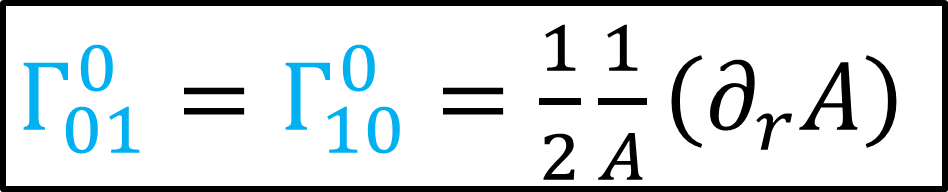 Γ⁰₀₁ = Γ⁰₁₀ = 1/2 1/A (∂ᵣA)